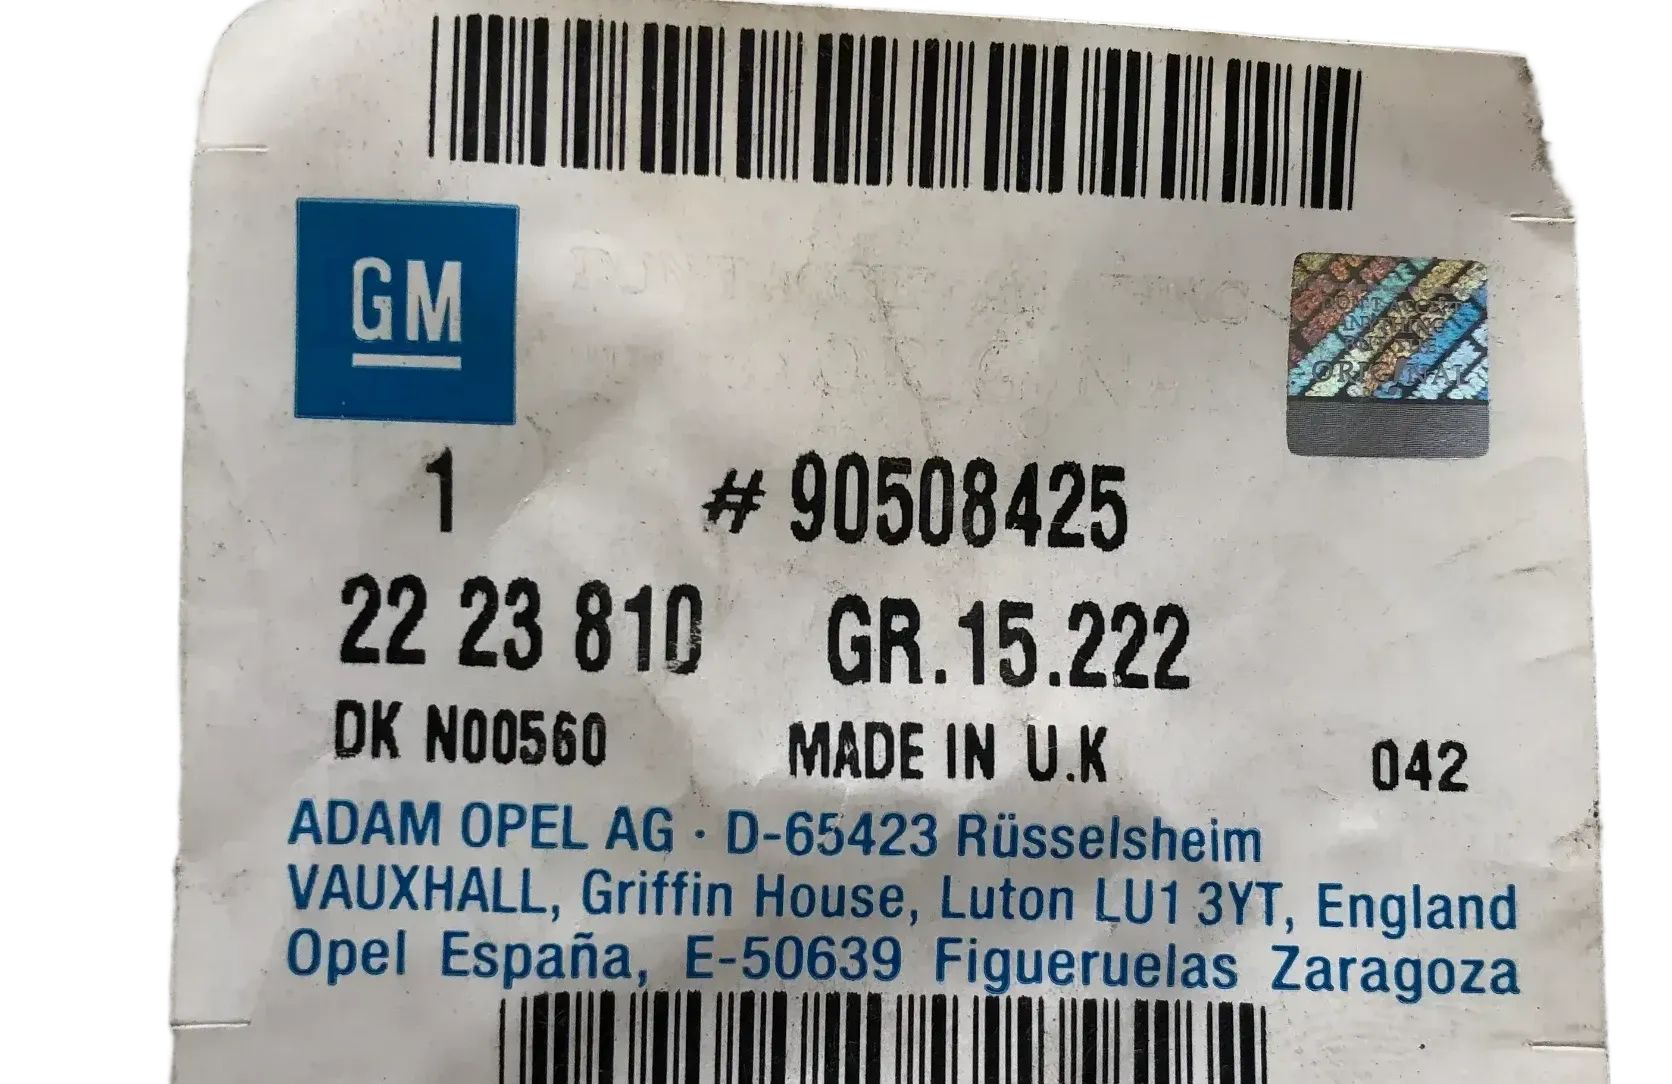 GM
ORIGINAL
1 # 90508425
22 23 810 GR.15.222
DK N00560 MADE IN U.K 042
ADAM OPEL AG · D-65423 Rüsselsheim
VAUXHALL, Griffin House, Luton LU1 3YT, England
Opel España, E-50639 Figueruelas Zaragoza